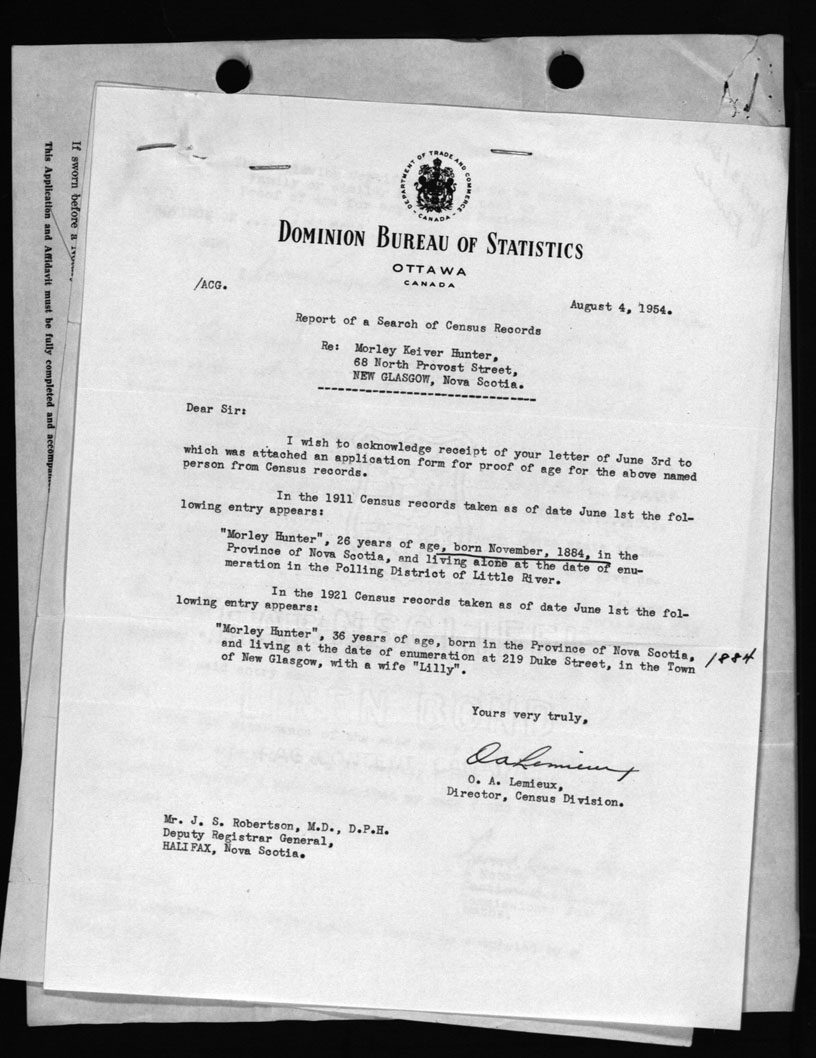 If sworn before a
This Application and Affidavit must be fully completed and
DEPARTMENT OF TRADE AND COMMERCE
- CANADA -
DOMINION BUREAU OF STATISTICS
OTTAWA
CANADA
/ACG.
August 4, 1954.
Report of a Search of Census Records
Re: Morley Keiver Hunter,
68 North Provost Street,
NEW GLASGOW, Nova Scotia.
Dear Sir:
I wish to acknowledge receipt of your letter of June 3rd to
which was attached an application form for proof of age for the above named
person from Census records.
In the 1911 Census records taken as of date June 1st the fol-
lowing entry appears:
"Morley Hunter", 26 years of age, born November, 1884, in the
Province of Nova Scotia, and living alone at the date of enu-
meration in the Polling District of Little River.
In the 1921 Census records taken as of date June 1st the fol-
lowing entry appears:
"Morley Hunter", 36 years of age, born in the Province of Nova Scotia,
and living at the date of enumeration at 219 Duke Street, in the Town
of New Glasgow, with a wife "Lilly".
1884
Yours very truly,
OaLemieux
O. A. Lemieux,
Director, Census Division.
Mr. J. S. Robertson, M.D., D.P.H.
Deputy Registrar General,
HALIFAX, Nova Scotia.